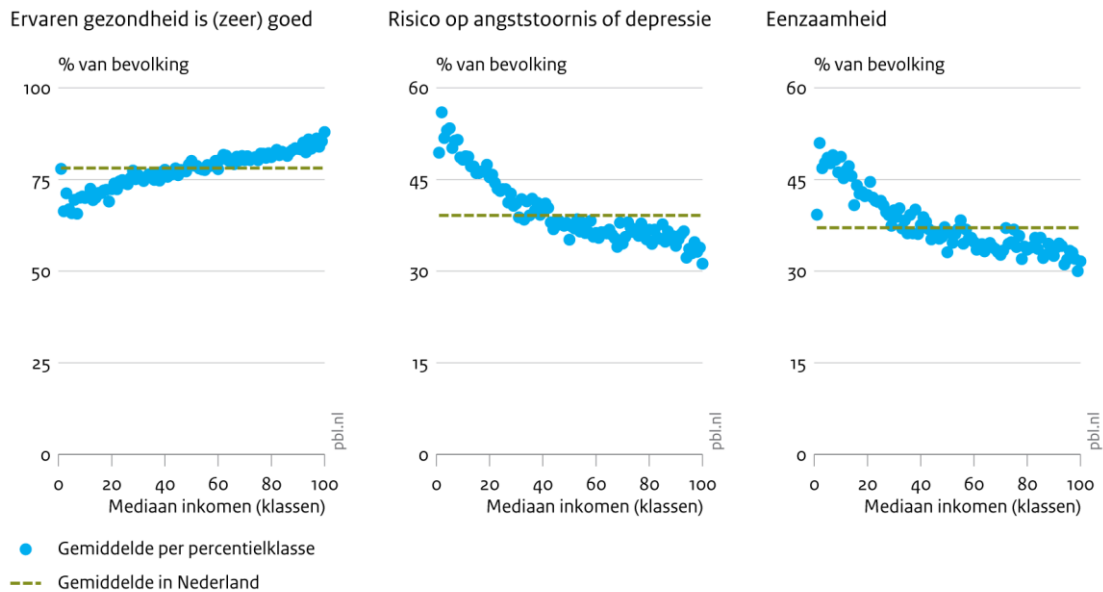 Ervaren gezondheid is (zeer) goed
% van bevolking
100
75
50
25
0
0 20 40 60 80 100
Mediaan inkomen (klassen)
pbl.nl
Risico op angststoornis of depressie
% van bevolking
60
45
30
15
0
0 20 40 60 80 100
Mediaan inkomen (klassen)
pbl.nl
Eenzaamheid
% van bevolking
60
45
30
15
0
0 20 40 60 80 100
Mediaan inkomen (klassen)
pbl.nl
Gemiddelde per percentielklasse
Gemiddelde in Nederland